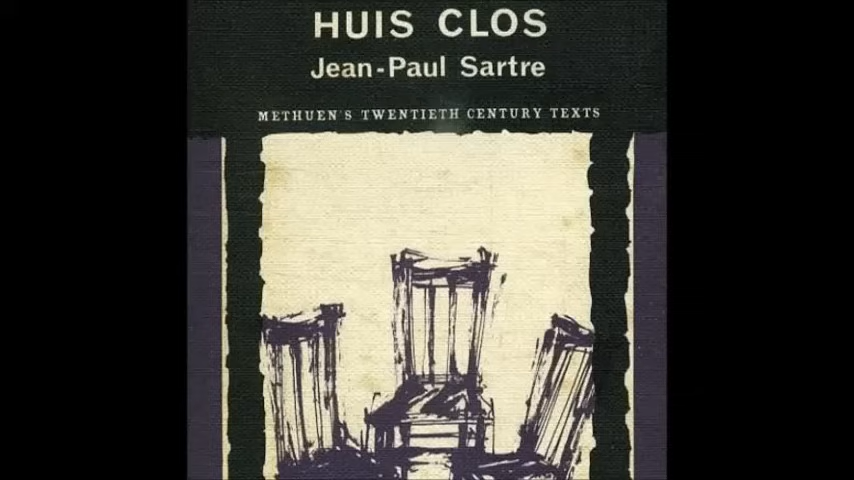 HUIS CLOS
Jean-Paul Sartre
METHUEN'S TWENTIETH CENTURY TEXTS